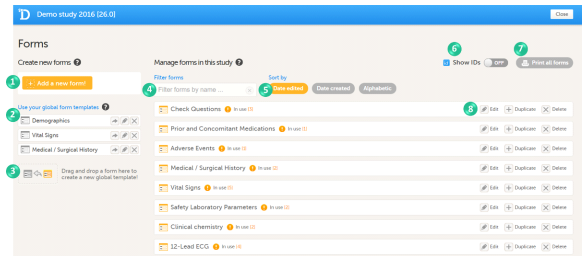 D Demo study 2016 [26.0]
Close
Forms
Create new forms ?
Manage forms in this study ?
6
Show IDs OFF
7
Print all forms
1
+ Add a new form!
Filter forms
Sort by
4
Filter forms by name ...
5
Date edited
Date created
Alphabetic
Use your global form templates ?
2
Demographics
Vital Signs
Medical / Surgical History
3
Drag and drop a form here to
create a new global template!
Check Questions In use
8
Edit Duplicate Delete
Prior and Concomitant Medications In use
Edit Duplicate Delete
Adverse Events In use
Edit Duplicate Delete
Medical / Surgical History In use
Edit Duplicate Delete
Vital Signs In use
Edit Duplicate Delete
Safety Laboratory Parameters In use
Edit Duplicate Delete
Clinical chemistry In use
Edit Duplicate Delete
12-Lead ECG In use
Edit Duplicate Delete